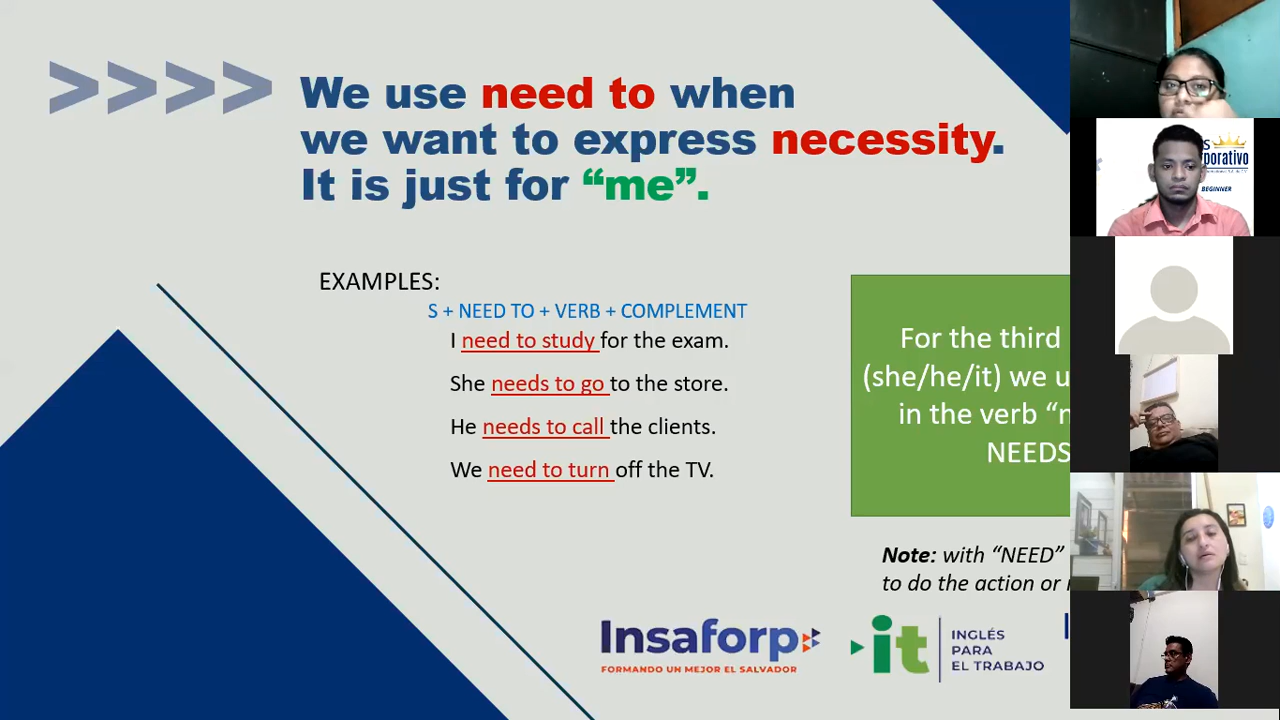 >>>> We use need to when
we want to express necessity.
It is just for “me”.
EXAMPLES:
S + NEED TO + VERB + COMPLEMENT
I need to study for the exam.
She needs to go to the store.
He needs to call the clients.
We need to turn off the TV.
For the third
(she/he/it) we
in the verb
NEEDS
Note: with “NEED”
to do the action or
Insaforp
FORMANDO UN MEJOR EL SALVADOR
it
INGLÉS
PARA
EL TRABAJO
BEGINNER